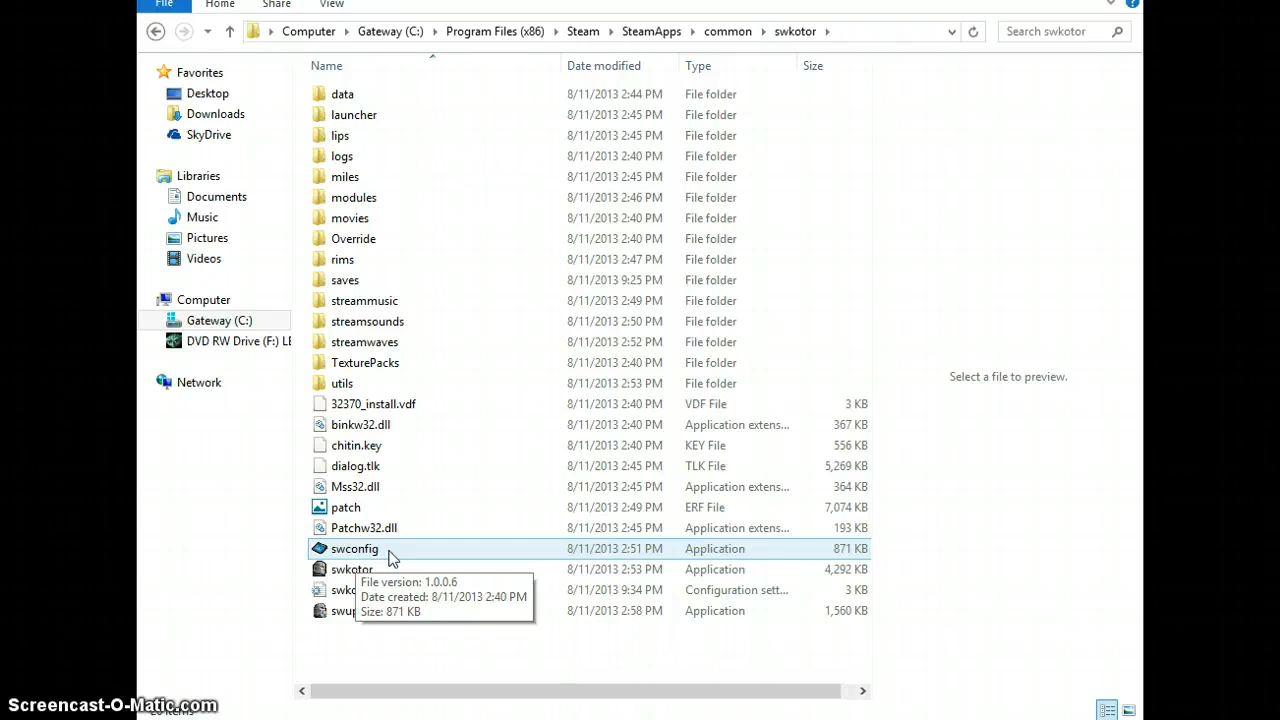 File Home Share View
Computer Gateway (C:) Program Files (x86) Steam SteamApps common swkotor Search swkotor
Name Date modified Type Size
Favorites
Desktop
Downloads
SkyDrive
Libraries
Documents
Music
Pictures
Videos
Computer
Gateway (C:)
DVD RW Drive (F:) LE
Network
data 8/11/2013 2:44 PM File folder
launcher 8/11/2013 2:45 PM File folder
lips 8/11/2013 2:45 PM File folder
logs 8/11/2013 2:40 PM File folder
miles 8/11/2013 2:45 PM File folder
modules 8/11/2013 2:46 PM File folder
movies 8/11/2013 2:40 PM File folder
Override 8/11/2013 2:40 PM File folder
rims 8/11/2013 2:47 PM File folder
saves 8/11/2013 9:25 PM File folder
streammusic 8/11/2013 2:49 PM File folder
streamsounds 8/11/2013 2:50 PM File folder
streamwaves 8/11/2013 2:52 PM File folder
TexturePacks 8/11/2013 2:40 PM File folder
utils 8/11/2013 2:53 PM File folder
32370_install.vdf 8/11/2013 2:40 PM VDF File 3 KB
binkw32.dll 8/11/2013 2:40 PM Application extens... 367 KB
chitin.key 8/11/2013 2:40 PM KEY File 556 KB
dialog.tlk 8/11/2013 2:45 PM TLK File 5,269 KB
Mss32.dll 8/11/2013 2:45 PM Application extens... 364 KB
patch 8/11/2013 2:49 PM ERF File 7,074 KB
Patchw32.dll 8/11/2013 2:45 PM Application extens... 193 KB
swconfig 8/11/2013 2:51 PM Application 871 KB
swkotor 8/11/2013 2:53 PM Application 4,292 KB
swko 8/11/2013 9:34 PM Configuration sett... 3 KB
swup 8/11/2013 2:58 PM Application 1,560 KB
File version: 1.0.0.6
Date created: 8/11/2013 2:40 PM
Size: 871 KB
Select a file to preview.
Screencast-O-Matic.com